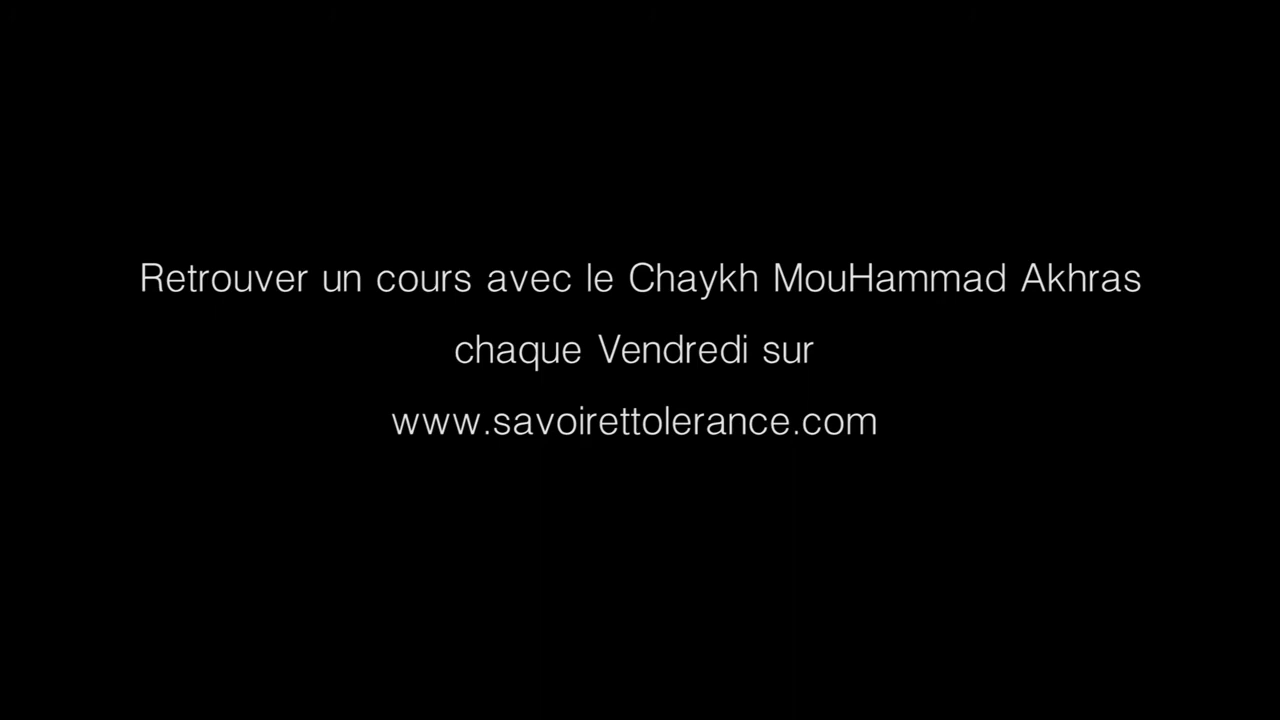 Retrouver un cours avec le Chaykh MouHammad Akhras
chaque Vendredi sur
www.savoirettolerance.com